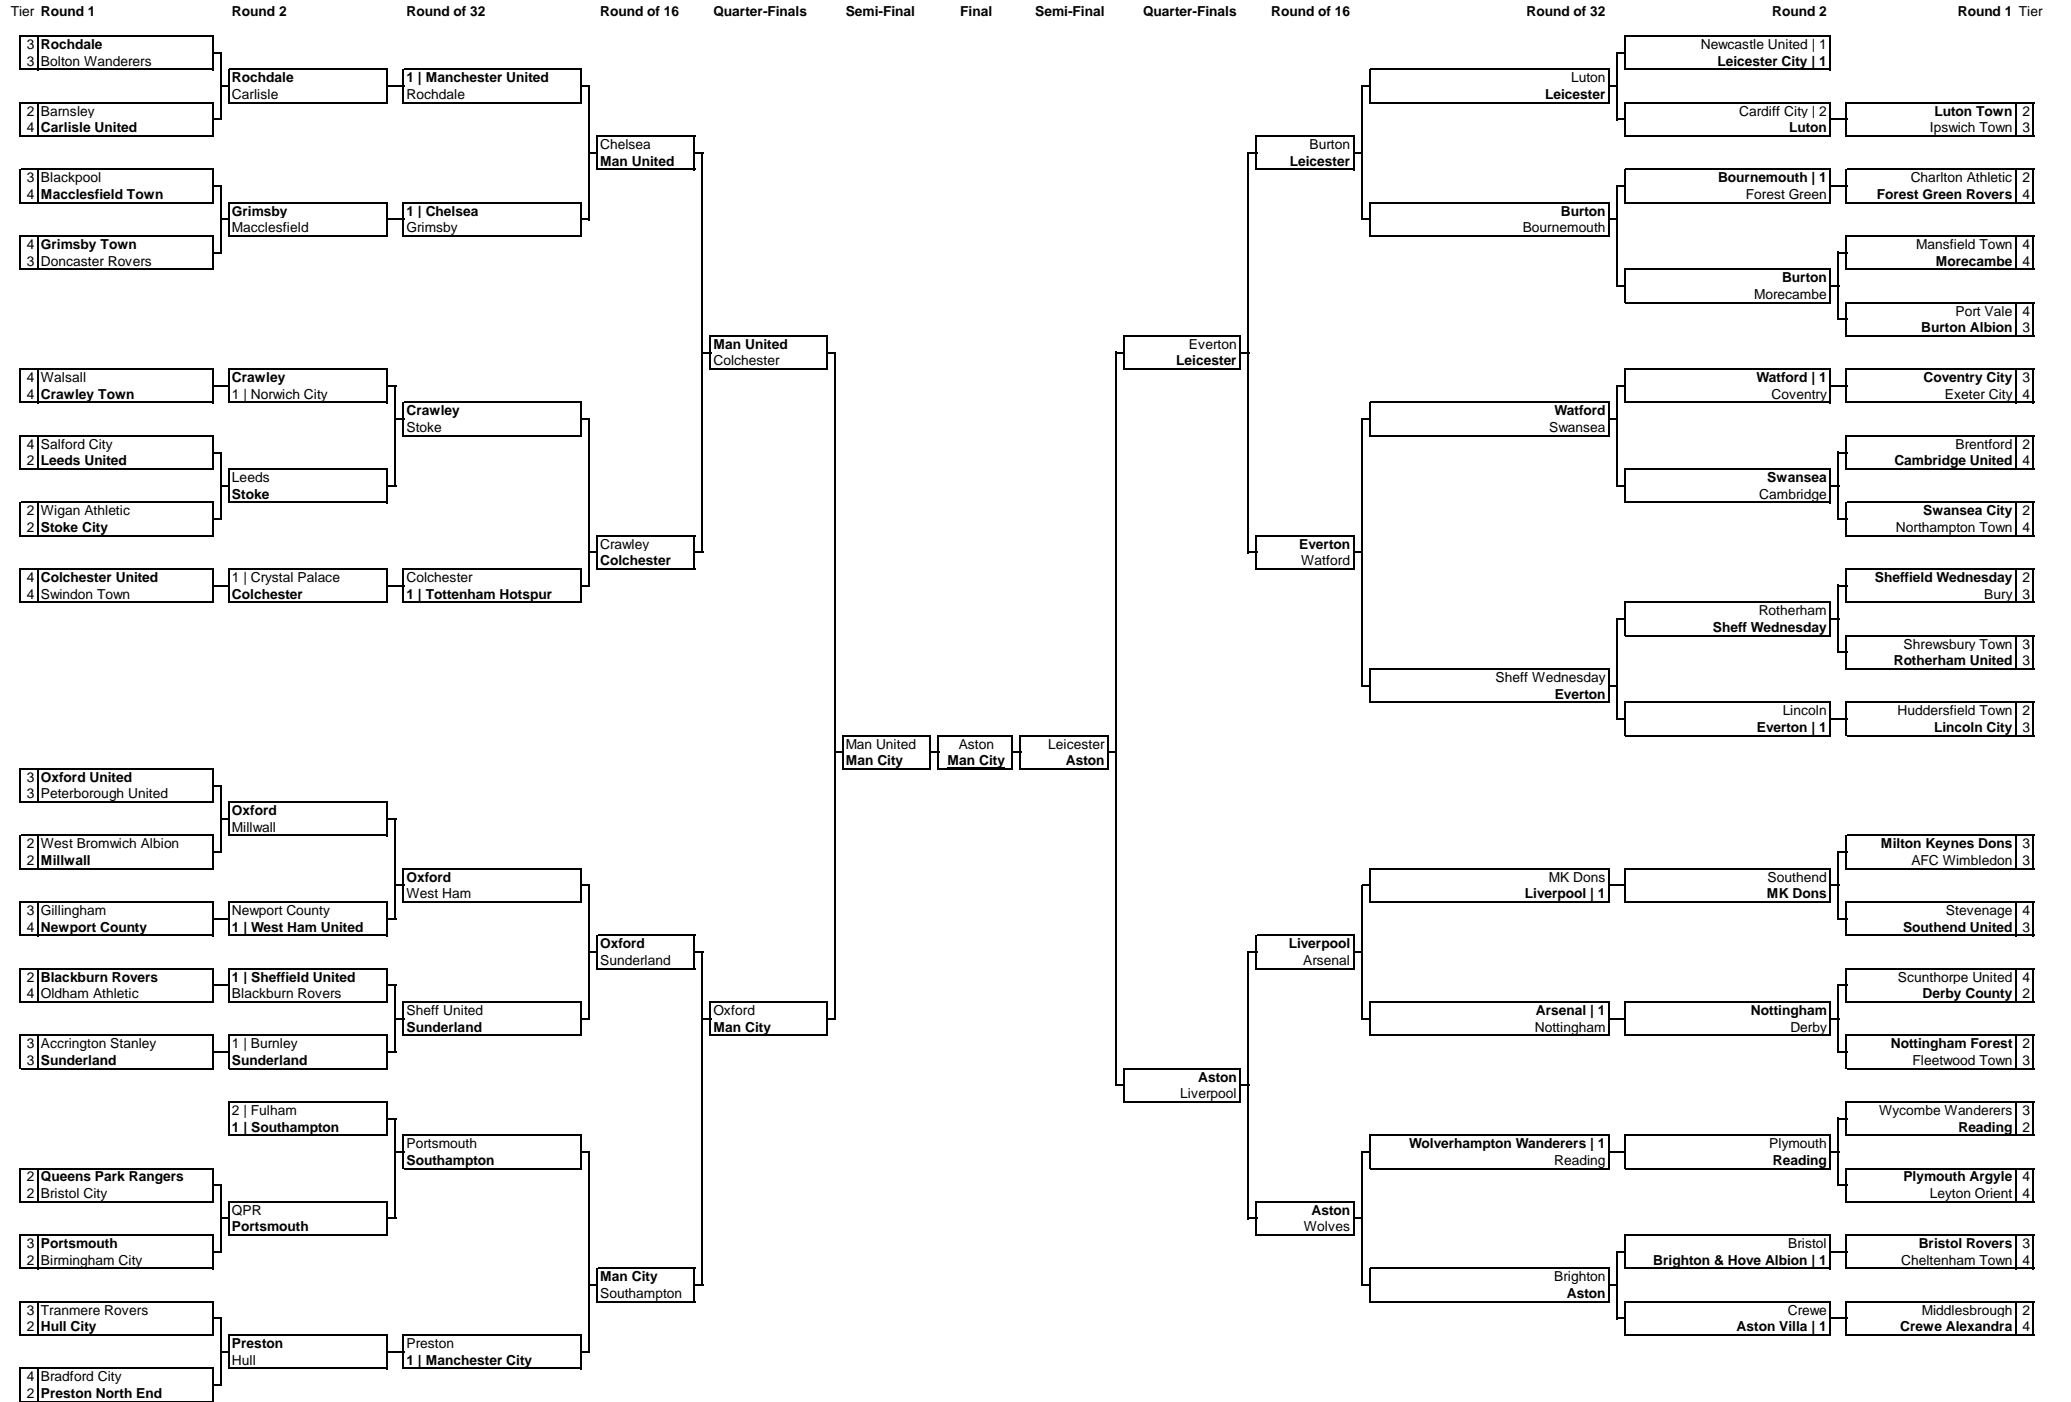 Tier Round 1 Round 2 Round of 32 Round of 16 Quarter-Finals Semi-Final Final Semi-Final Quarter-Finals Round of 16 Round of 32 Round 2 Round 1 Tier
3 Rochdale
3 Bolton Wanderers
2 Barnsley
4 Carlisle United
3 Blackpool
4 Macclesfield Town
4 Grimsby Town
3 Doncaster Rovers
4 Walsall
4 Crawley Town
4 Salford City
2 Leeds United
2 Wigan Athletic
2 Stoke City
4 Colchester United
4 Swindon Town
3 Oxford United
3 Peterborough United
2 West Bromwich Albion
2 Millwall
3 Gillingham
4 Newport County
2 Blackburn Rovers
4 Oldham Athletic
3 Accrington Stanley
3 Sunderland
2 Queens Park Rangers
2 Bristol City
3 Portsmouth
2 Birmingham City
3 Tranmere Rovers
2 Hull City
4 Bradford City
2 Preston North End
Rochdale
Carlisle
Grimsby
Macclesfield
Crawley
1 | Norwich City
Leeds
Stoke
1 | Crystal Palace
Colchester
Oxford
Millwall
Newport County
1 | West Ham United
1 | Sheffield United
Blackburn Rovers
1 | Burnley
Sunderland
2 | Fulham
1 | Southampton
QPR
Portsmouth
Preston
Hull
1 | Manchester United
Rochdale
1 | Chelsea
Grimsby
Crawley
Stoke
Colchester
1 | Tottenham Hotspur
Oxford
West Ham
Sheff United
Sunderland
Portsmouth
Southampton
Preston
1 | Manchester City
Chelsea
Man United
Crawley
Colchester
Oxford
Sunderland
Man City
Southampton
Man United
Colchester
Oxford
Man City
Man United
Man City
Aston
Man City
Leicester
Aston
Everton
Leicester
Aston
Liverpool
Burton
Leicester
Everton
Watford
Liverpool
Arsenal
Aston
Wolves
Luton
Leicester
Burton
Bournemouth
Watford
Swansea
Sheff Wednesday
Everton
MK Dons
Liverpool | 1
Arsenal | 1
Nottingham
Wolverhampton Wanderers | 1
Reading
Brighton
Aston
Newcastle United | 1
Leicester City | 1
Cardiff City | 2
Luton
Bournemouth | 1
Forest Green
Burton
Morecambe
Watford | 1
Coventry
Swansea
Cambridge
Rotherham
Sheff Wednesday
Lincoln
Everton | 1
Southend
MK Dons
Nottingham
Derby
Plymouth
Reading
Bristol
Brighton & Hove Albion | 1
Crewe
Aston Villa | 1
Luton Town 2
Ipswich Town 3
Charlton Athletic 2
Forest Green Rovers 4
Mansfield Town 4
Morecambe 4
Port Vale 4
Burton Albion 3
Coventry City 3
Exeter City 4
Brentford 2
Cambridge United 4
Swansea City 2
Northampton Town 4
Sheffield Wednesday 2
Bury 3
Shrewsbury Town 3
Rotherham United 3
Huddersfield Town 2
Lincoln City 3
Milton Keynes Dons 3
AFC Wimbledon 3
Stevenage 4
Southend United 3
Scunthorpe United 4
Derby County 2
Nottingham Forest 2
Fleetwood Town 3
Wycombe Wanderers 3
Reading 2
Plymouth Argyle 4
Leyton Orient 4
Bristol Rovers 3
Cheltenham Town 4
Middlesbrough 2
Crewe Alexandra 4